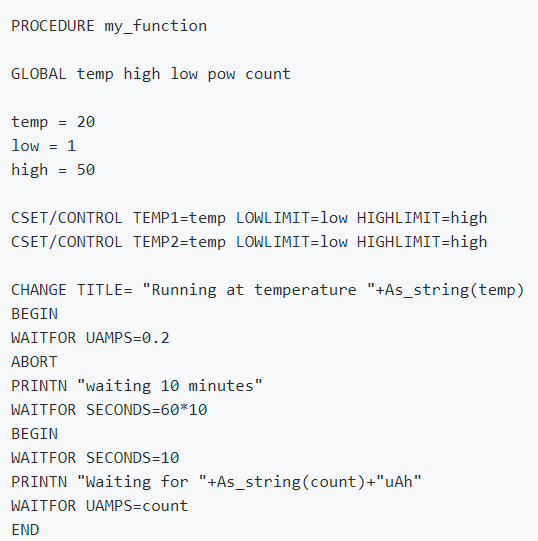 PROCEDURE my_function
GLOBAL temp high low pow count
temp = 20
low = 1
high = 50
CSET/CONTROL TEMP1=temp LOWLIMIT=low HIGHLIMIT=high
CSET/CONTROL TEMP2=temp LOWLIMIT=low HIGHLIMIT=high
CHANGE TITLE= "Running at temperature "+As_string(temp)
BEGIN
WAITFOR UAMPS=0.2
ABORT
PRINTN "waiting 10 minutes"
WAITFOR SECONDS=60*10
BEGIN
WAITFOR SECONDS=10
PRINTN "Waiting for "+As_string(count)+"uAh"
WAITFOR UAMPS=count
END